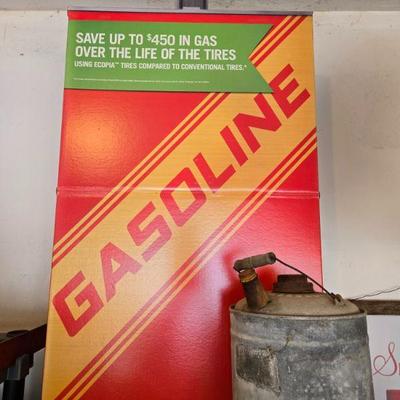 SAVE UP TO $450 IN GAS
OVER THE LIFE OF THE TIRES
USING ECOPIA™ TIRES COMPARED TO CONVENTIONAL TIRES.*
GASOLINE